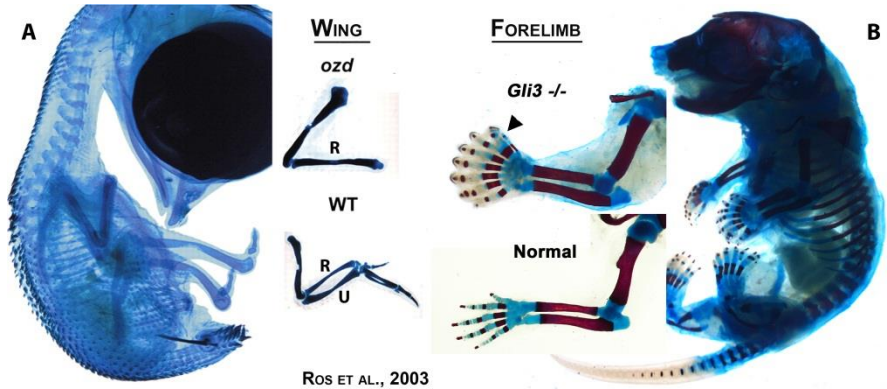 A
WING
ozd
R
WT
R
U
FORELIMB
Gli3 -/-
Normal
B
ROS ET AL., 2003